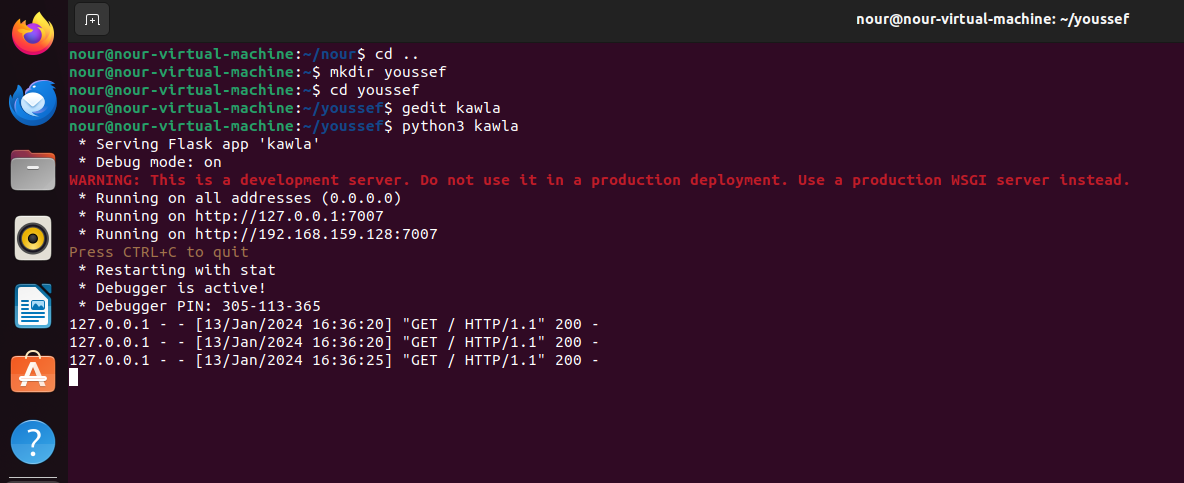 nour@nour-virtual-machine: ~/youssef
nour@nour-virtual-machine:~/nour$ cd ..
nour@nour-virtual-machine:~$ mkdir youssef
nour@nour-virtual-machine:~$ cd youssef
nour@nour-virtual-machine:~/youssef$ gedit kawla
nour@nour-virtual-machine:~/youssef$ python3 kawla
 * Serving Flask app 'kawla'
 * Debug mode: on
WARNING: This is a development server. Do not use it in a production deployment. Use a production WSGI server instead.
 * Running on all addresses (0.0.0.0)
 * Running on http://127.0.0.1:7007
 * Running on http://192.168.159.128:7007
Press CTRL+C to quit
 * Restarting with stat
 * Debugger is active!
 * Debugger PIN: 305-113-365
127.0.0.1 - - [13/Jan/2024 16:36:20] "GET / HTTP/1.1" 200 -
127.0.0.1 - - [13/Jan/2024 16:36:20] "GET / HTTP/1.1" 200 -
127.0.0.1 - - [13/Jan/2024 16:36:25] "GET / HTTP/1.1" 200 -